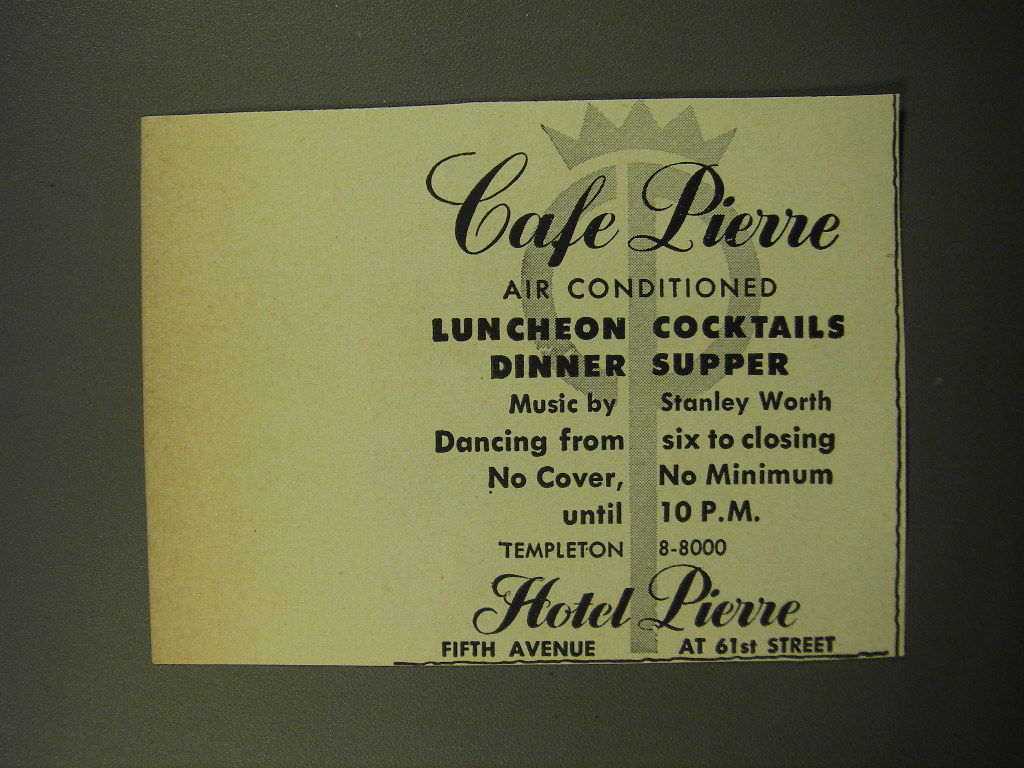 Cafe Pierre
AIR CONDITIONED
LUNCHEON COCKTAILS
DINNER SUPPER
Music by Stanley Worth
Dancing from six to closing
No Cover, No Minimum
until 10 P.M.
TEMPLETON 8-8000
Hotel Pierre
FIFTH AVENUE AT 61st STREET